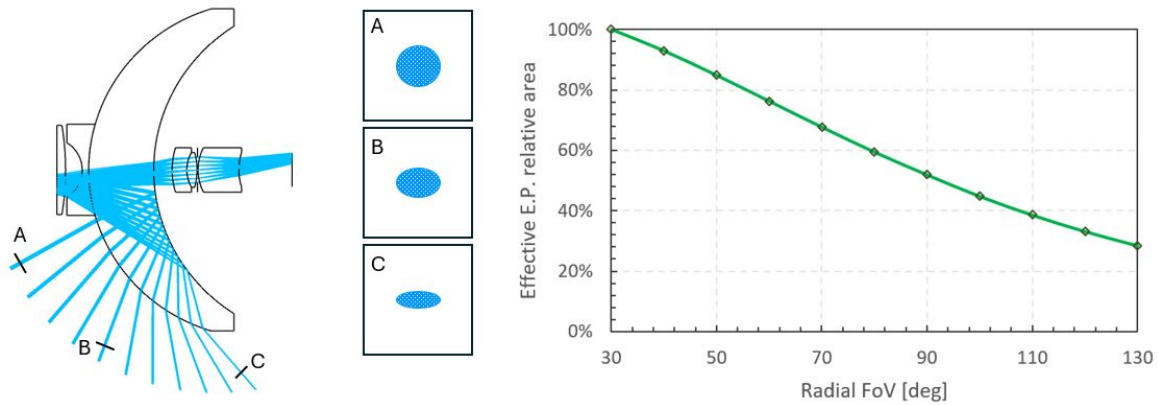 A
B
C
A
B
C
Effective E.P. relative area
100%
80%
60%
40%
20%
0%
30
50
70
90
110
130
Radial FoV [deg]